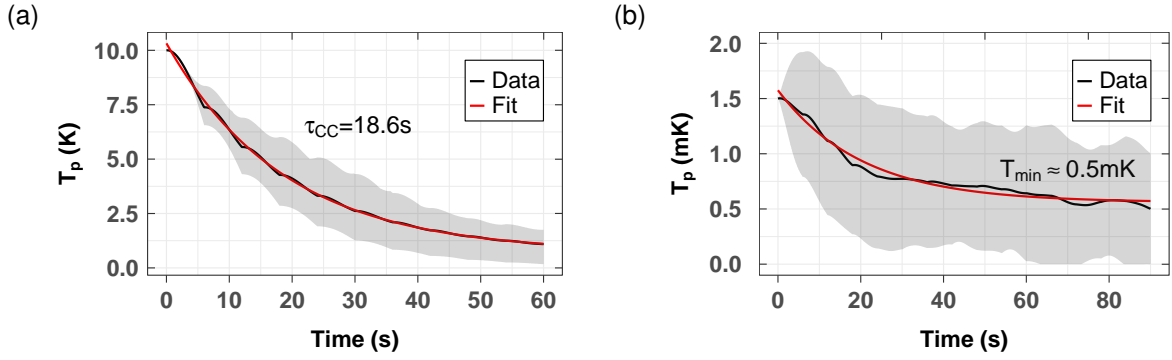 (a)
10.0
7.5
5.0
2.5
0.0
T_p (K)
Data
Fit
τ_CC=18.6s
0 10 20 30 40 50 60
Time (s)
(b)
2.0
1.5
1.0
0.5
0.0
T_p (mK)
Data
Fit
T_min ≈ 0.5mK
0 20 40 60 80
Time (s)